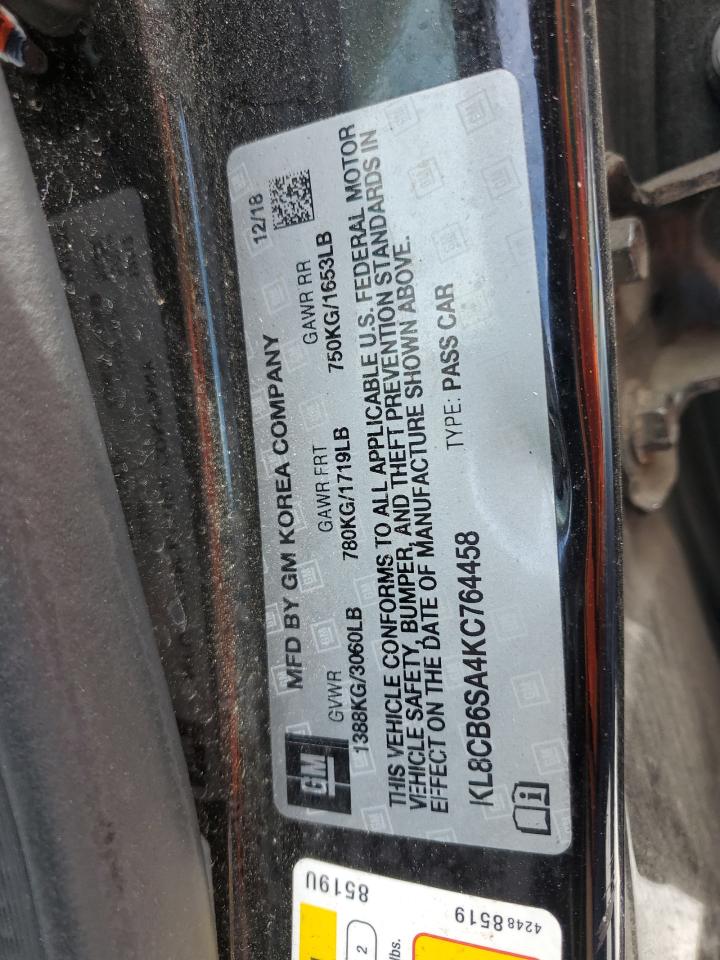 GM
MFD BY GM KOREA COMPANY
12/18
GVWR GAWR FRT GAWR RR
1388KG/3060LB 780KG/1719LB 750KG/1653LB
THIS VEHICLE CONFORMS TO ALL APPLICABLE U.S. FEDERAL MOTOR
VEHICLE SAFETY, BUMPER, AND THEFT PREVENTION STANDARDS IN
EFFECT ON THE DATE OF MANUFACTURE SHOWN ABOVE.
KL8CB6SA4KC764458 TYPE: PASS CAR
8519U
42488519
2
lbs.